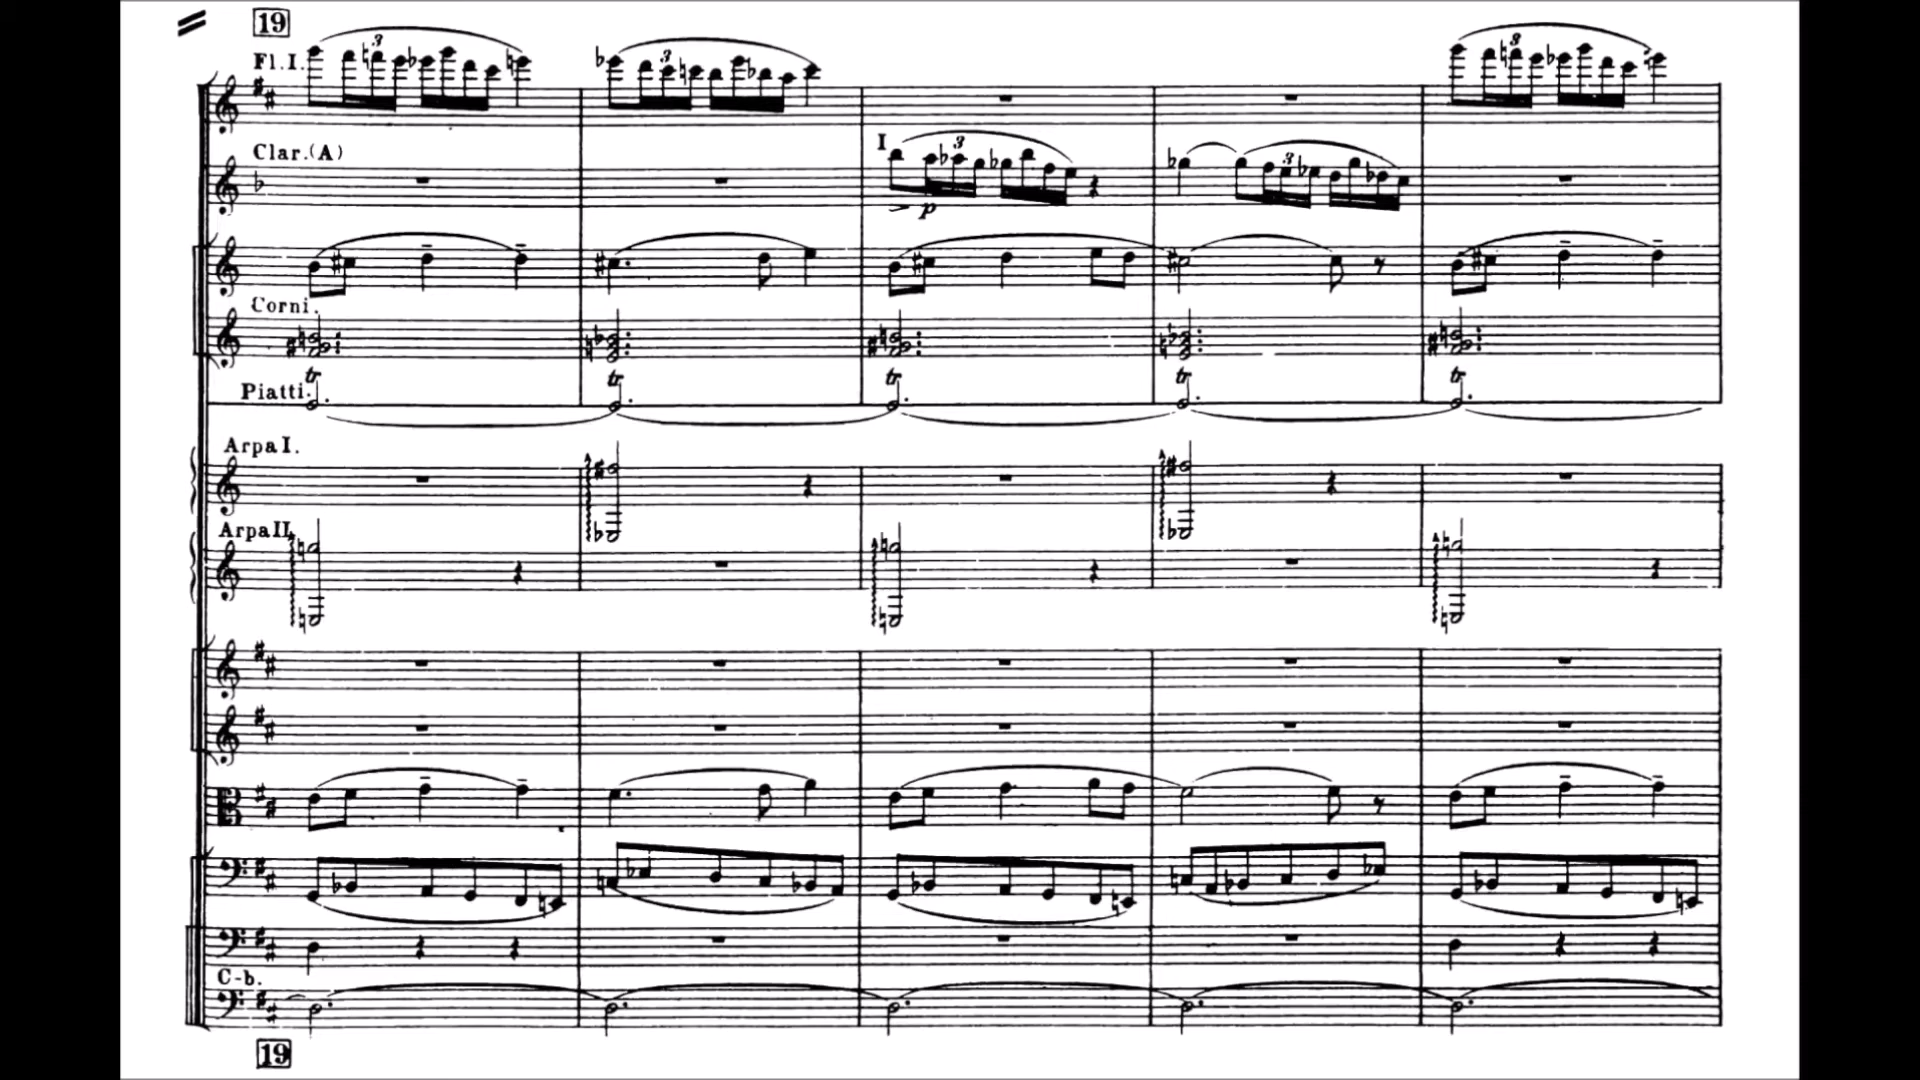 19
Fl. I.
3
3
3
Clar. (A)
I
3
3
p
Corni.
tr
tr
tr
tr
tr
Piatti.
Arpa I.
Arpa II.
C-b.
19